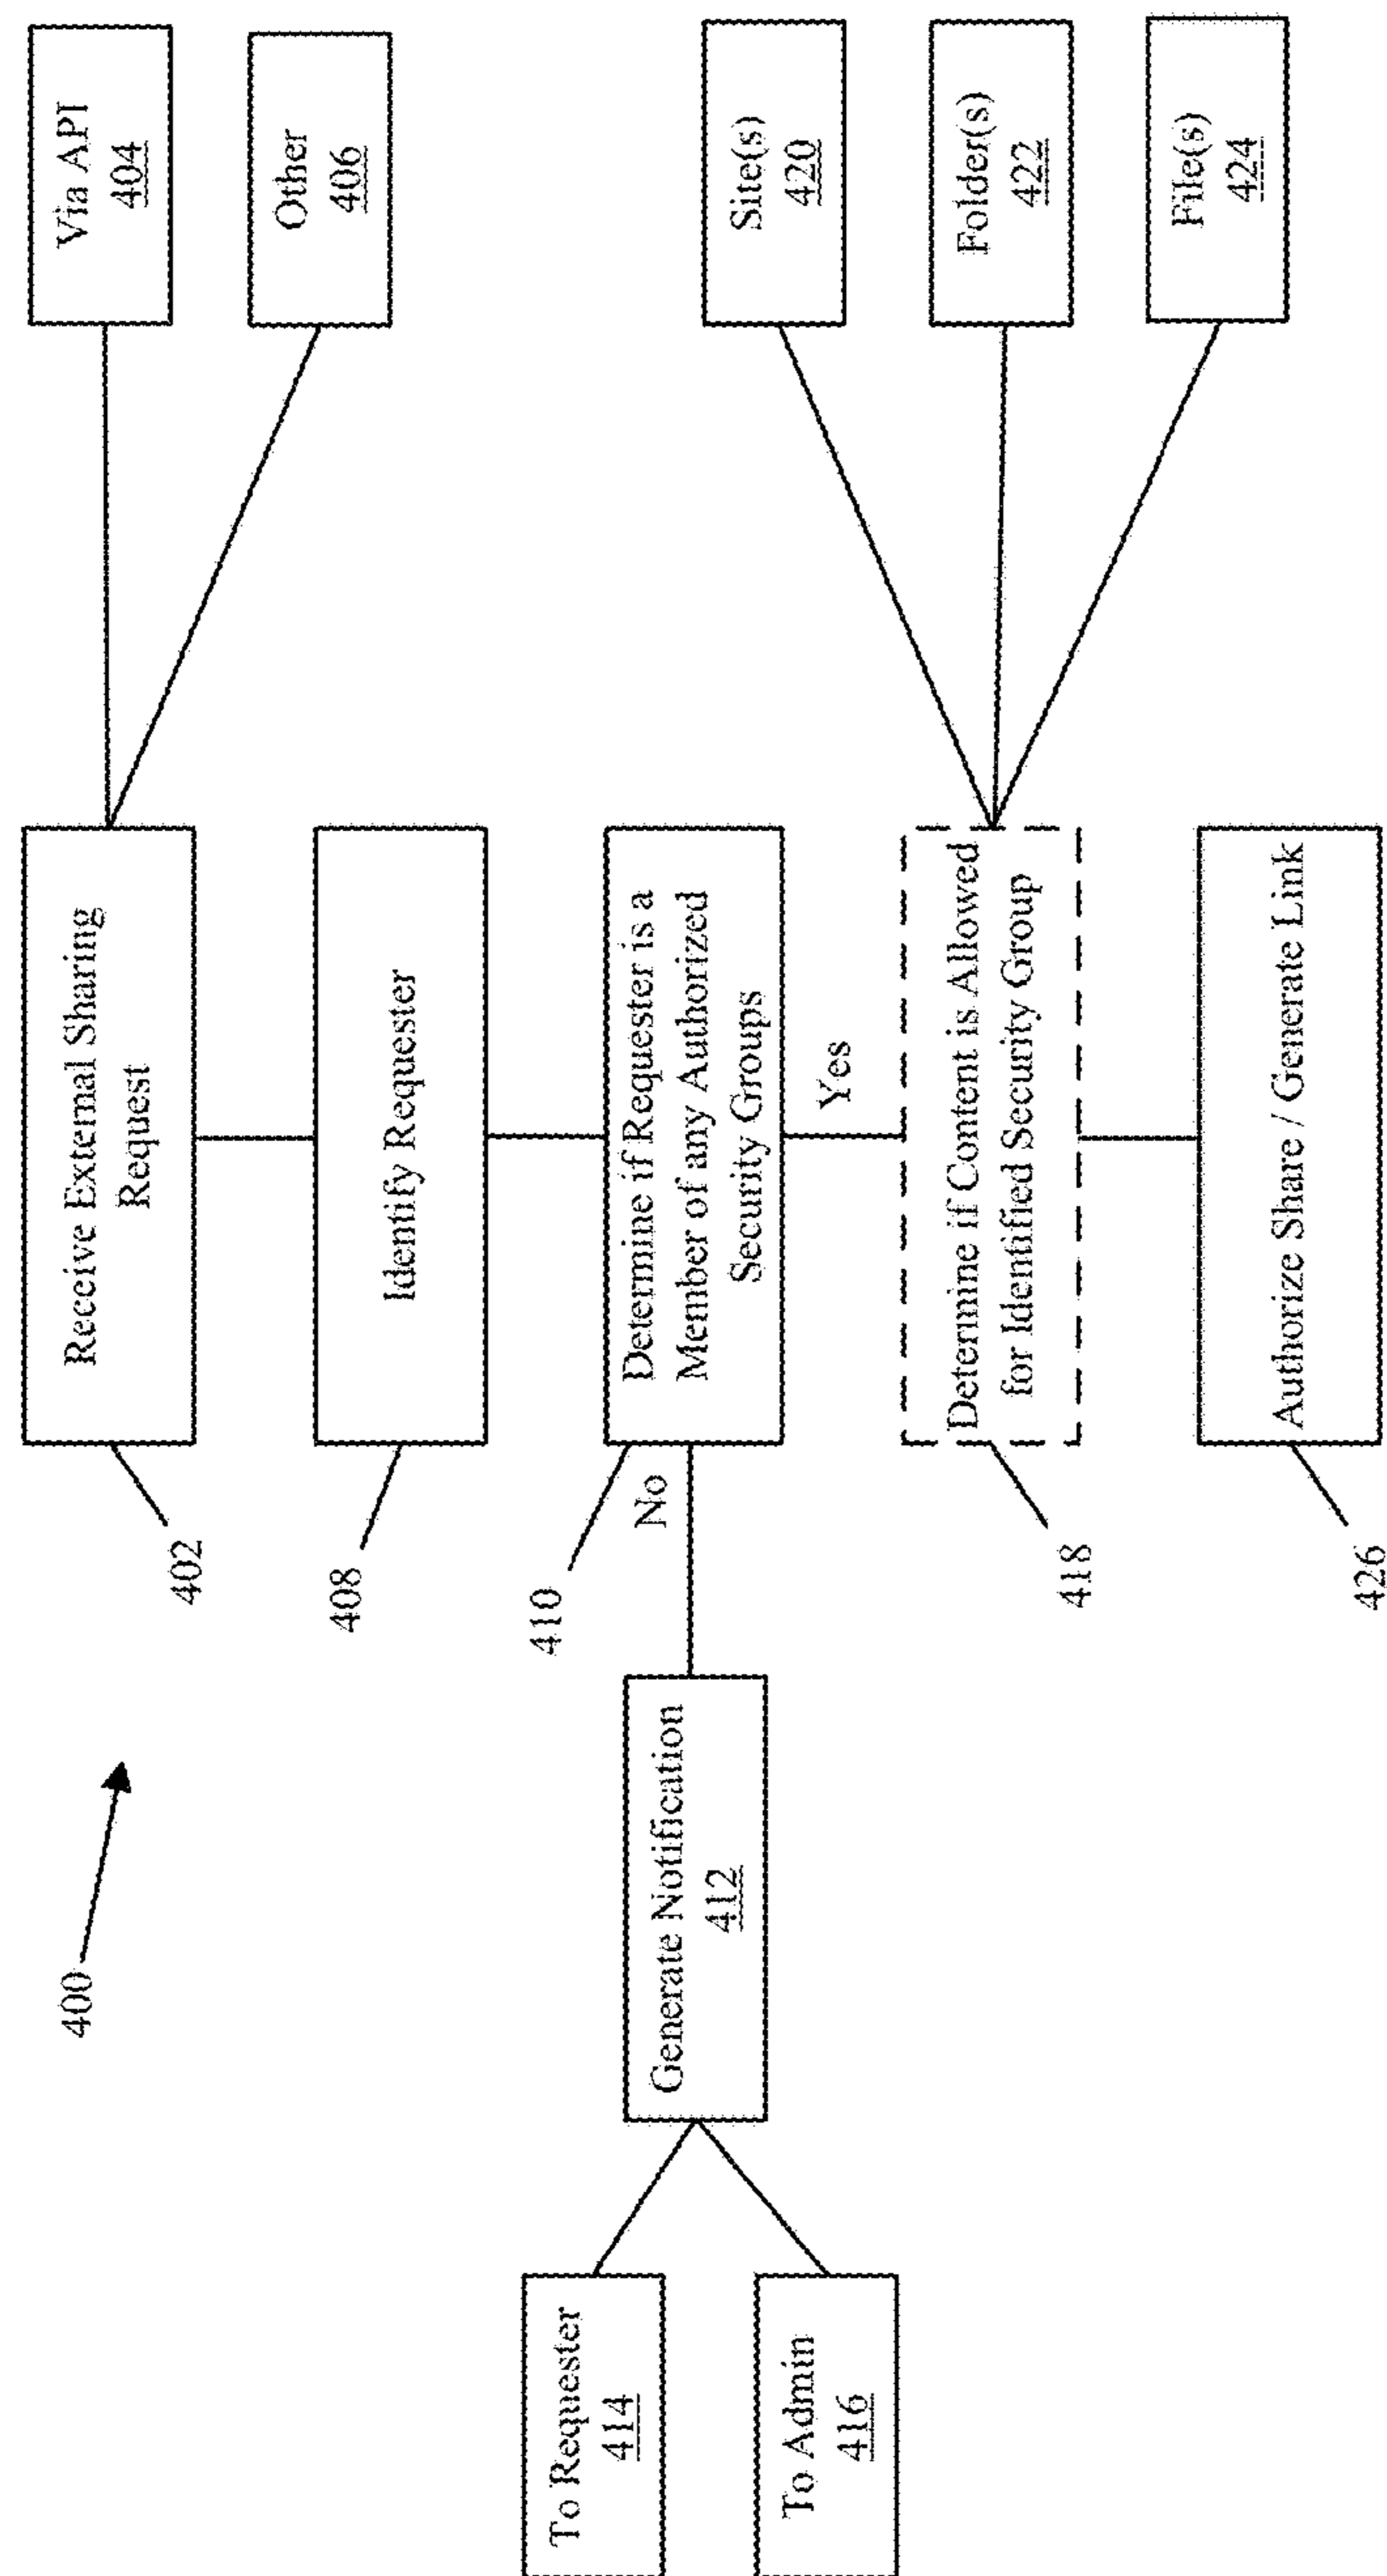 400
402
Receive External Sharing
Request
Via API
404
Other
406
408
Identify Requester
410
Determine if Requester is a
Member of any Authorized
Security Groups
No
Yes
Generate Notification
412
To Requester
414
To Admin
416
418
Determine if Content is Allowed
for Identified Security Group
Site(s)
420
Folder(s)
422
File(s)
424
426
Authorize Share / Generate Link